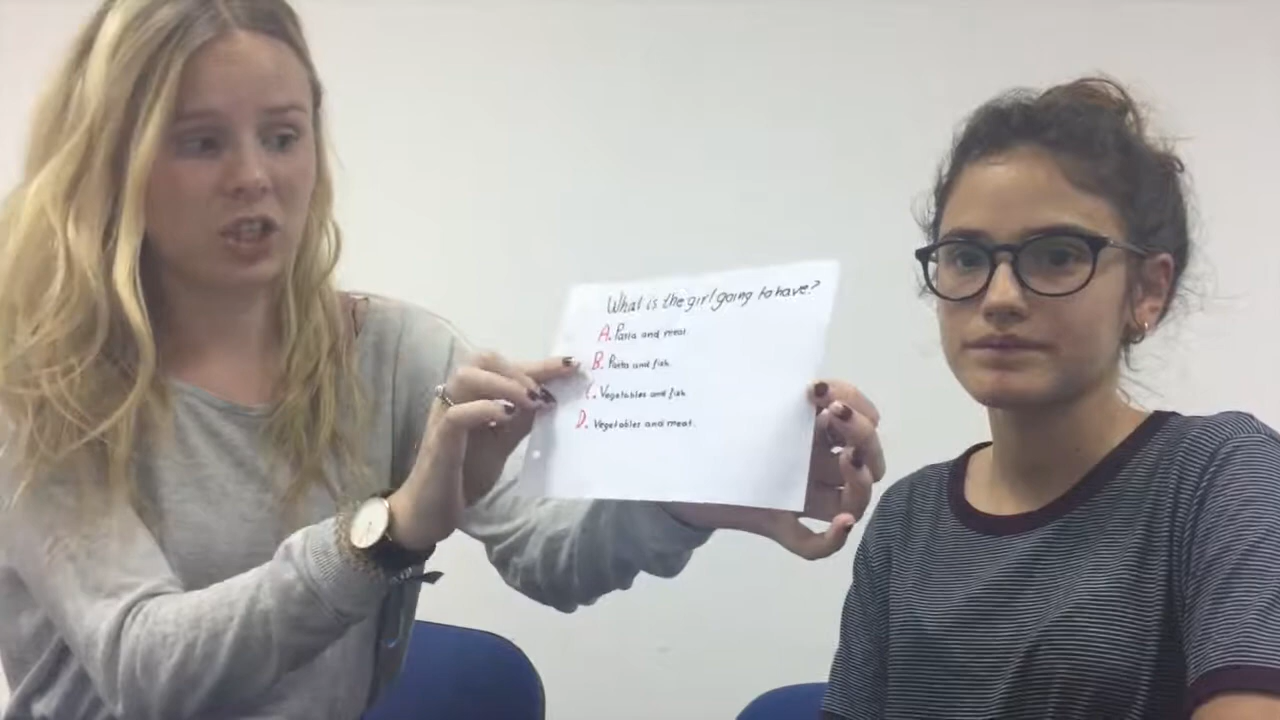 What is the girl going to have?
A. Pasta and meat
B. Pasta and fish.
C. Vegetables and fish
D. Vegetables and meat.